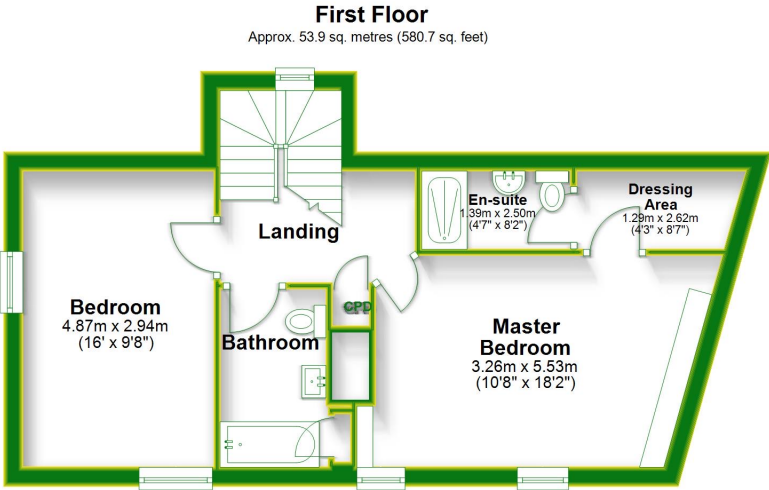 First Floor
Approx. 53.9 sq. metres (580.7 sq. feet)
En-suite
1.39m x 2.50m
(4'7" x 8'2")
Dressing
Area
1.29m x 2.62m
(4'3" x 8'7")
Landing
Bedroom
4.87m x 2.94m
(16' x 9'8")
CPD
Bathroom
Master
Bedroom
3.26m x 5.53m
(10'8" x 18'2")